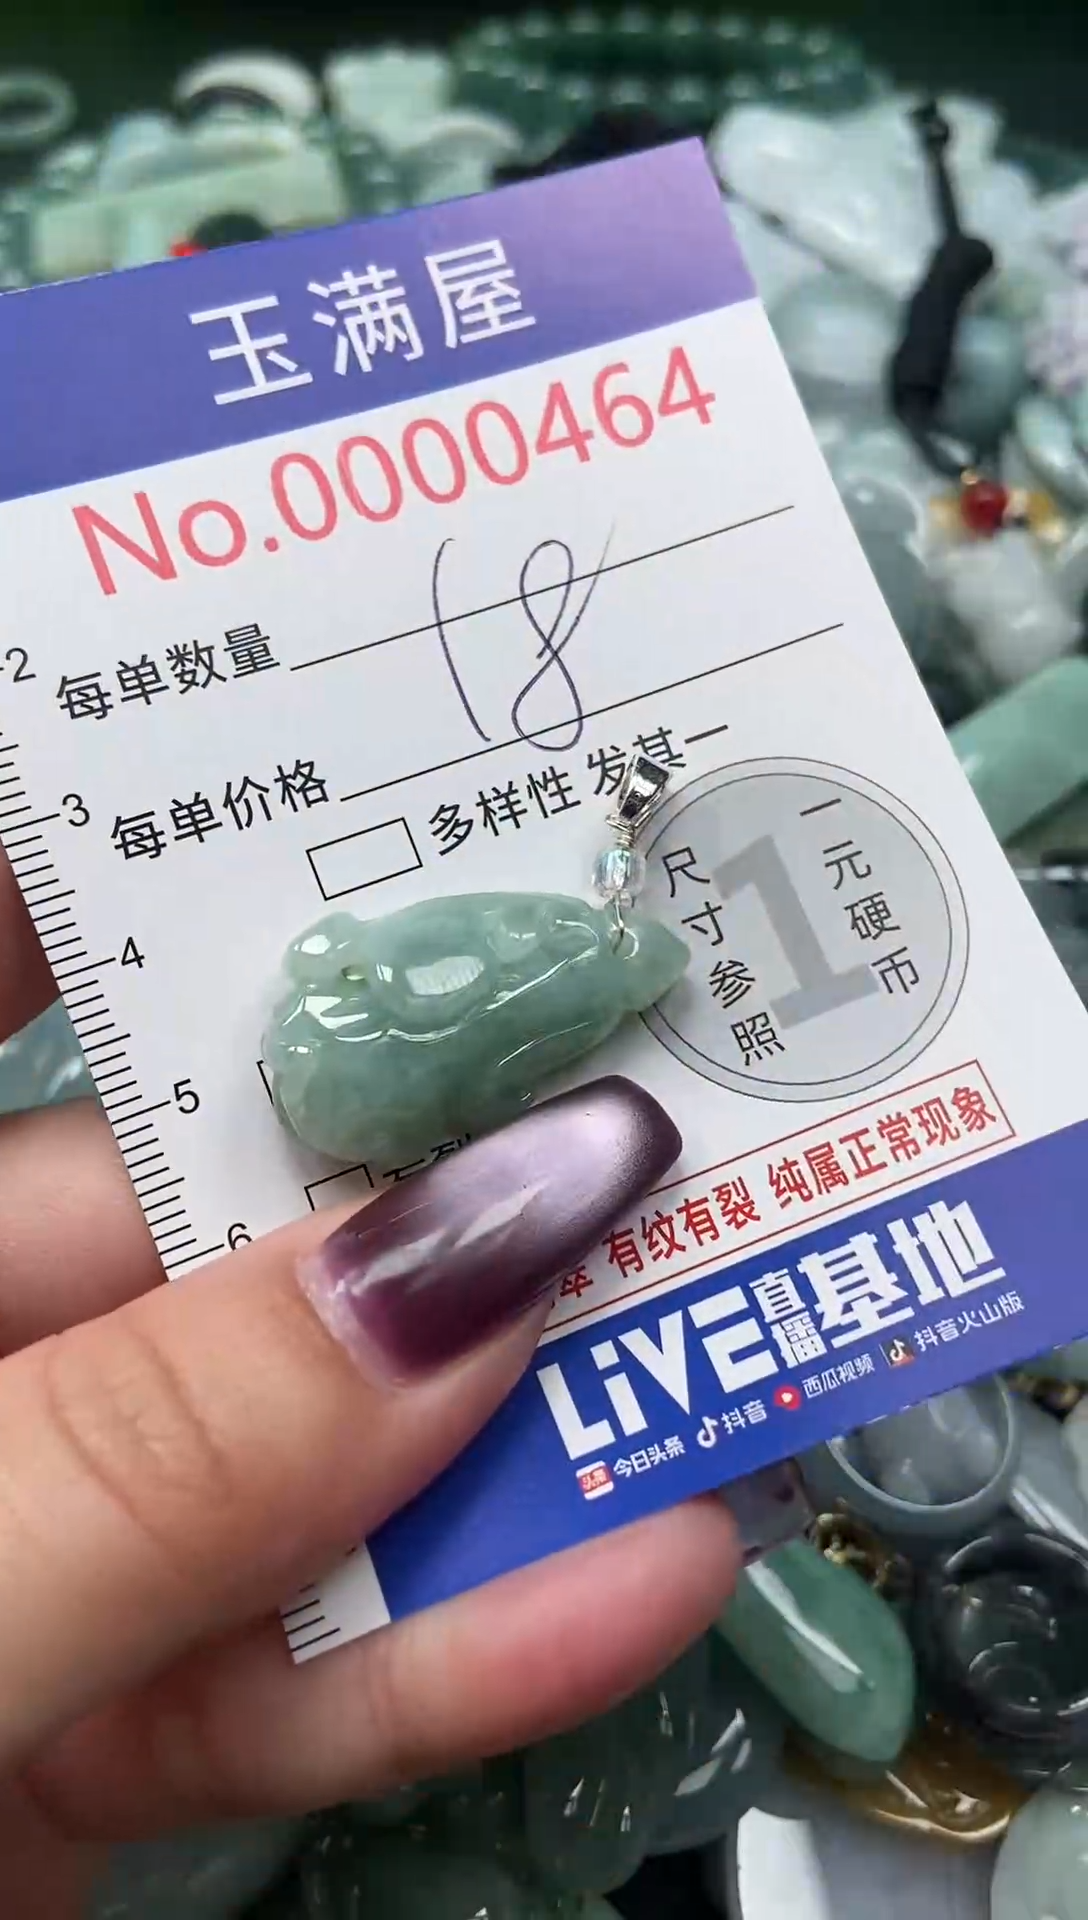 玉满屋
No.0000464
每单数量
18
每单价格
多样性 发其一
一元硬币
1
尺寸参照
2
3
4
5
6
有纹有裂 纯属正常现象
LiVE直播基地
头条 今日头条 抖音 西瓜视频 抖音火山版